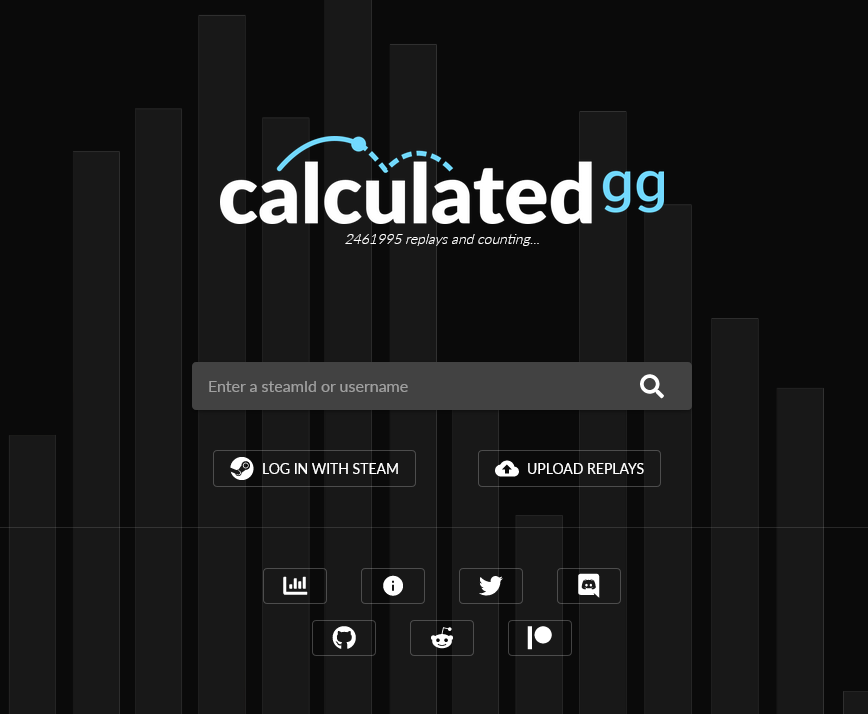 calculated gg
2461995 replays and counting...
Enter a steamId or username
LOG IN WITH STEAM
UPLOAD REPLAYS